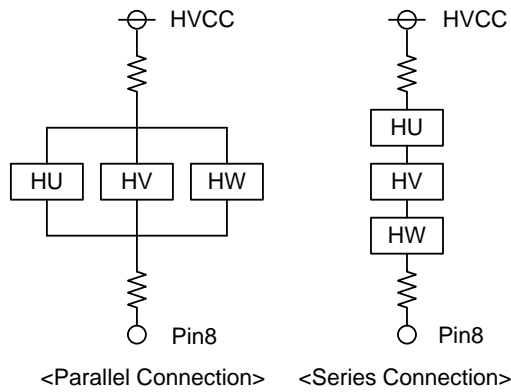 HVCC
HVCC
HU
HV
HW
HU
HV
HW
Pin8
Pin8
<Parallel Connection>
<Series Connection>